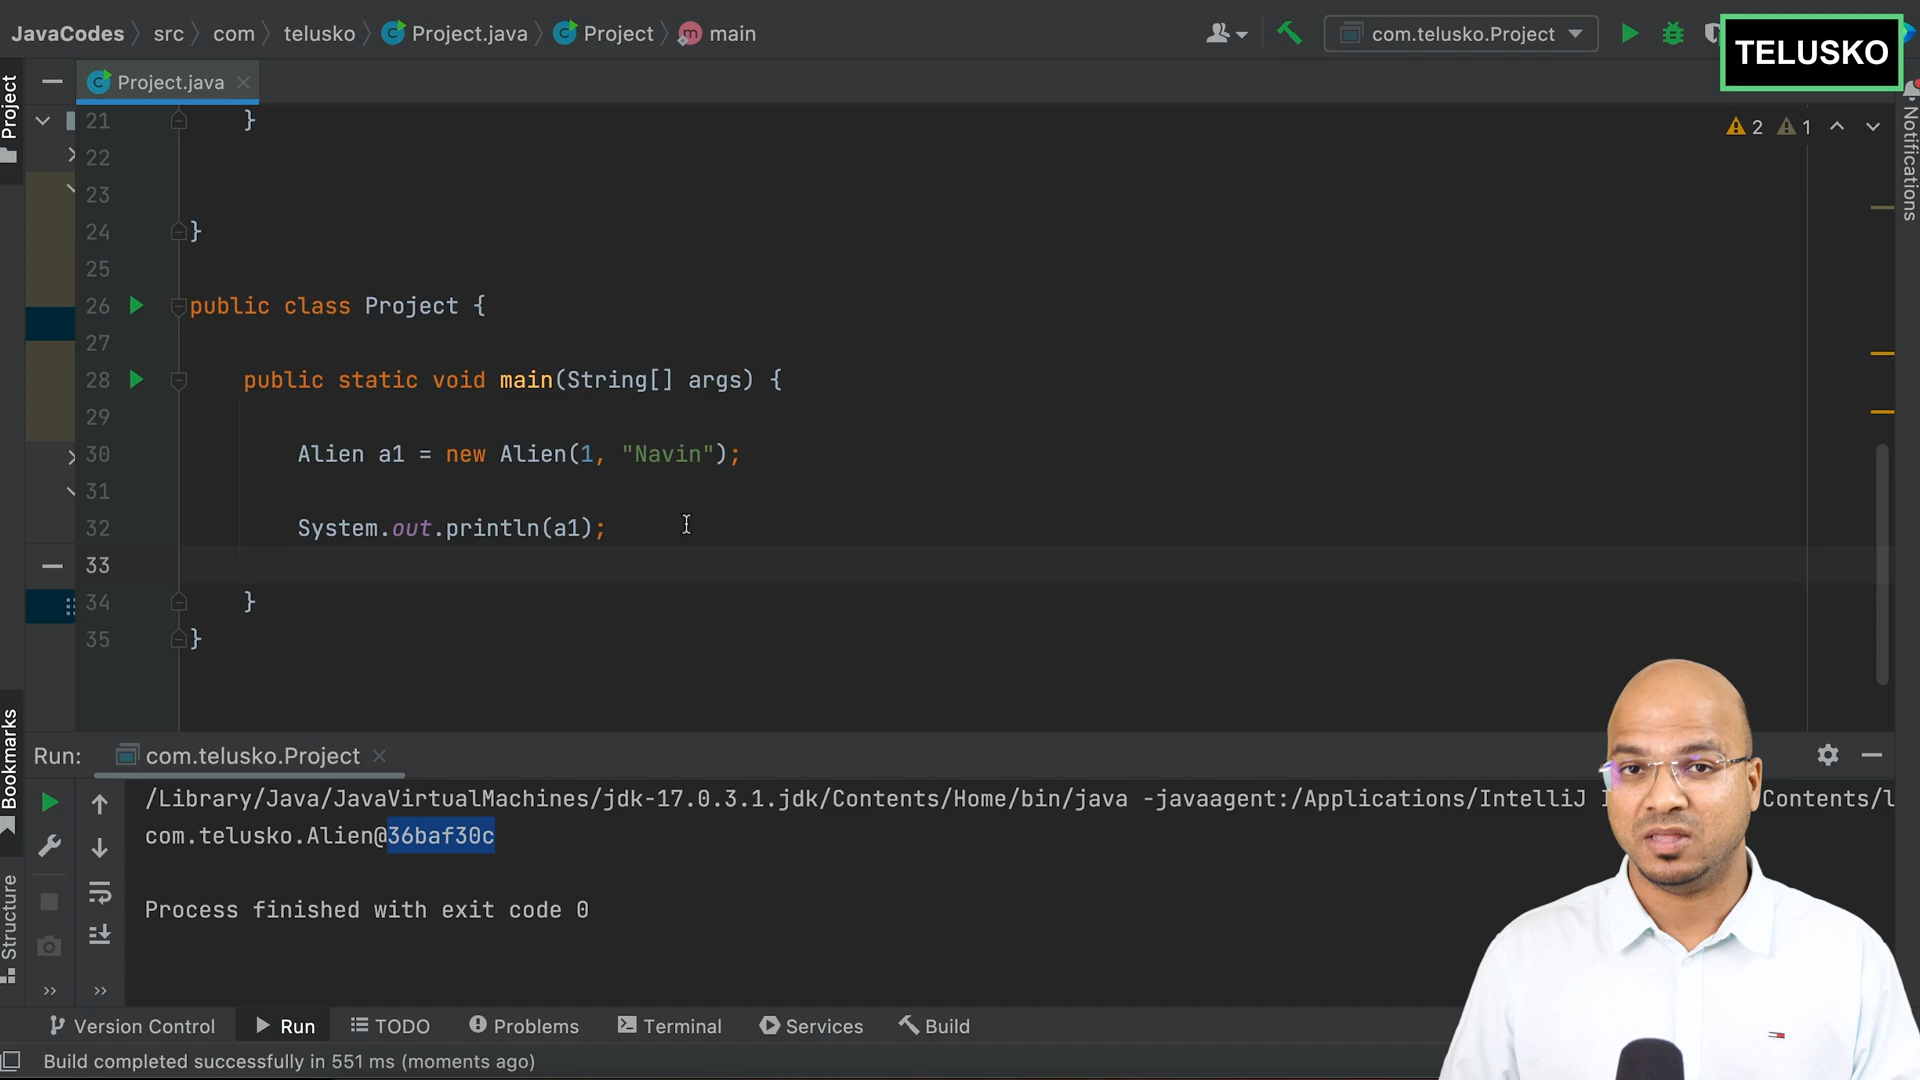 JavaCodes src com telusko Project.java Project main
com.telusko.Project
TELUSKO
Project
Project.java
2 1
Notifications
21 }
22
23
24 }
25
26 public class Project {
27
28 public static void main(String[] args) {
29
30 Alien a1 = new Alien(1, "Navin");
31
32 System.out.println(a1);
33
34 }
35 }
Bookmarks
Structure
Run: com.telusko.Project
/Library/Java/JavaVirtualMachines/jdk-17.0.3.1.jdk/Contents/Home/bin/java -javaagent:/Applications/IntelliJ Contents/l
com.telusko.Alien@36baf30c
Process finished with exit code 0
Version Control Run TODO Problems Terminal Services Build
Build completed successfully in 551 ms (moments ago)